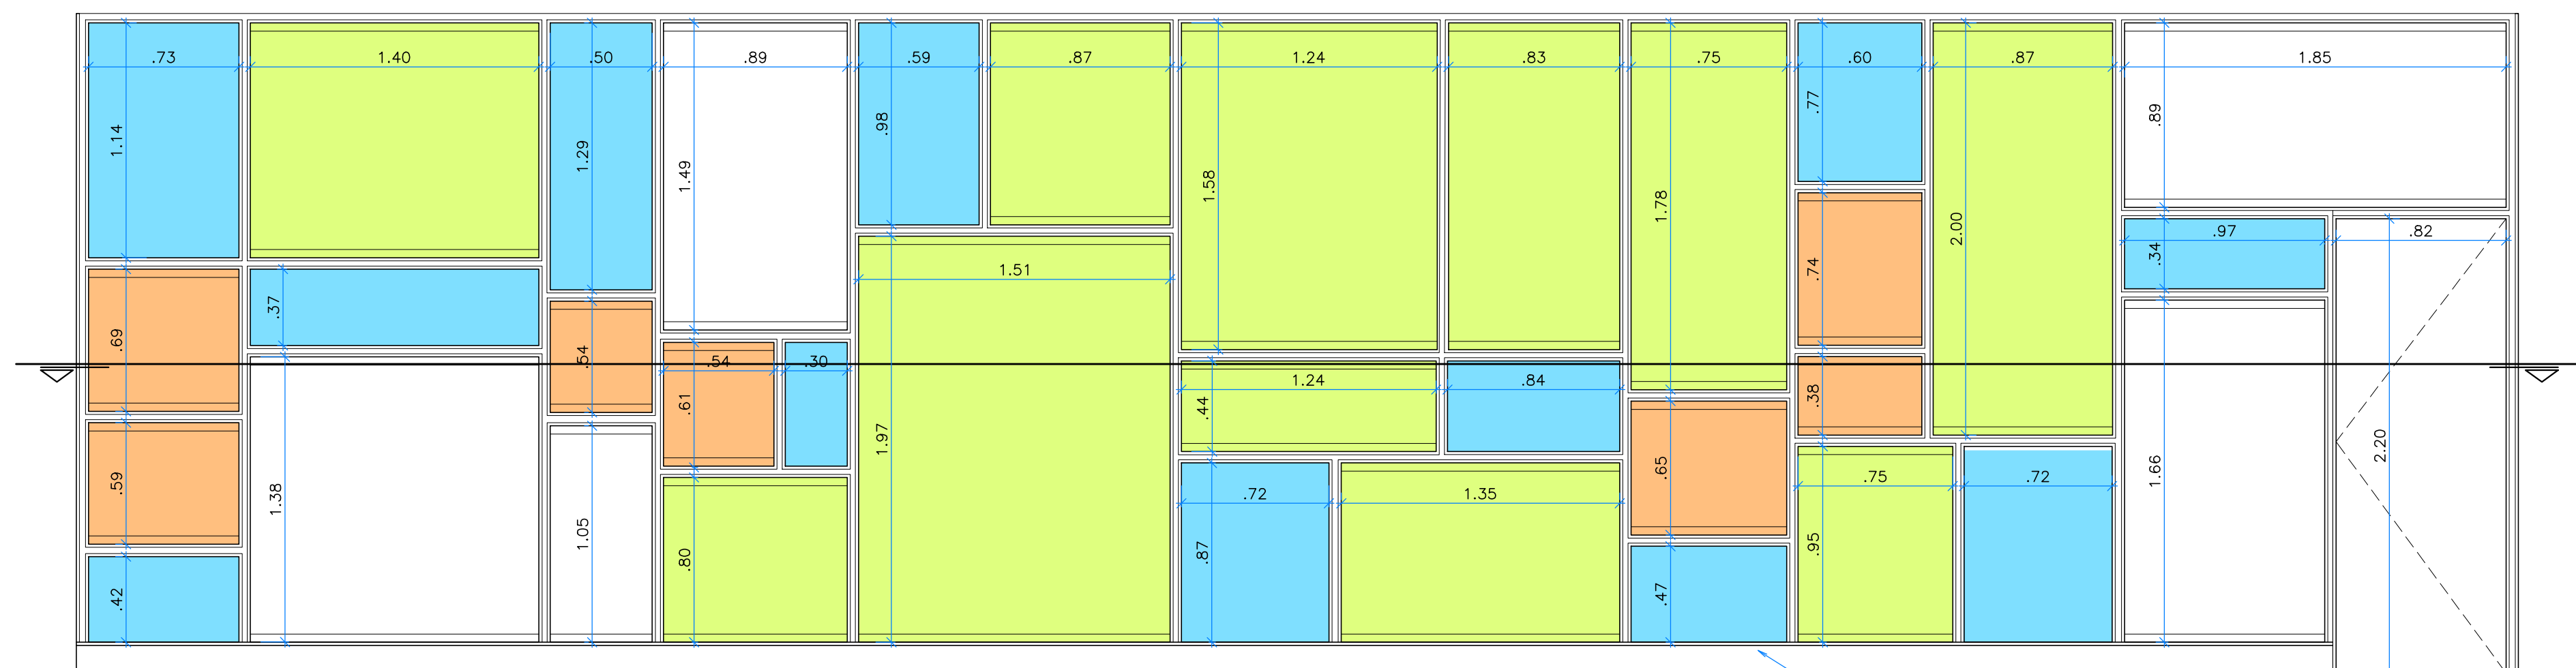 .73 1.40 .50 .89 .59 .87 1.24 .83 .75 .60 .87 1.85
1.14 1.29 1.49 .98 1.58 1.78 .77 2.00 .89
.97 .82
.34
1.51
.74
.37
.69 .54 .54 .30 1.24 .84 .38
.61 .44
1.97 2.20
.59 1.38 .72 1.35 .65 .75 .72 1.66
1.05 .80 .87 .95
.42 .47